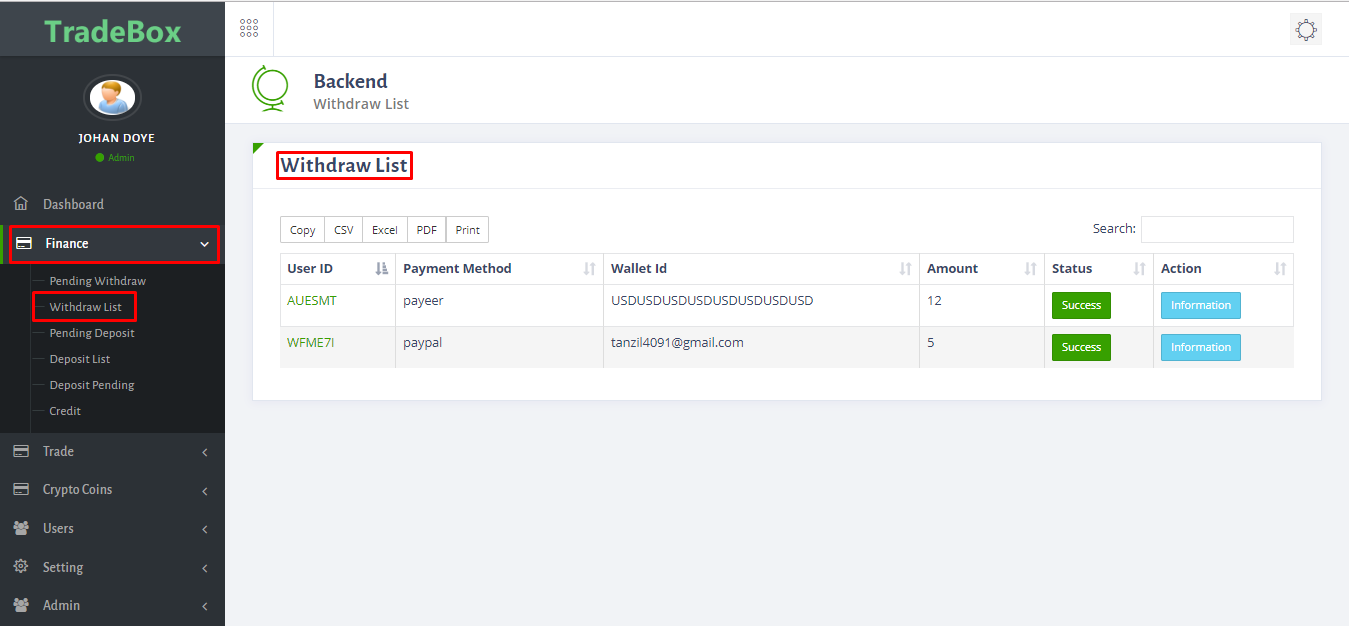 TradeBox
JOHAN DOYE
Admin
Dashboard
Finance
Pending Withdraw
Withdraw List
Pending Deposit
Deposit List
Deposit Pending
Credit
Trade
Crypto Coins
Users
Setting
Admin
Backend
Withdraw List
Withdraw List
Copy CSV Excel PDF Print Search:
User ID Payment Method Wallet Id Amount Status Action
AUESMT payeer USDUSDUSDUSDUSDUSDUSDUSD 12 Success Information
WFME7I paypal tanzil4091@gmail.com 5 Success Information